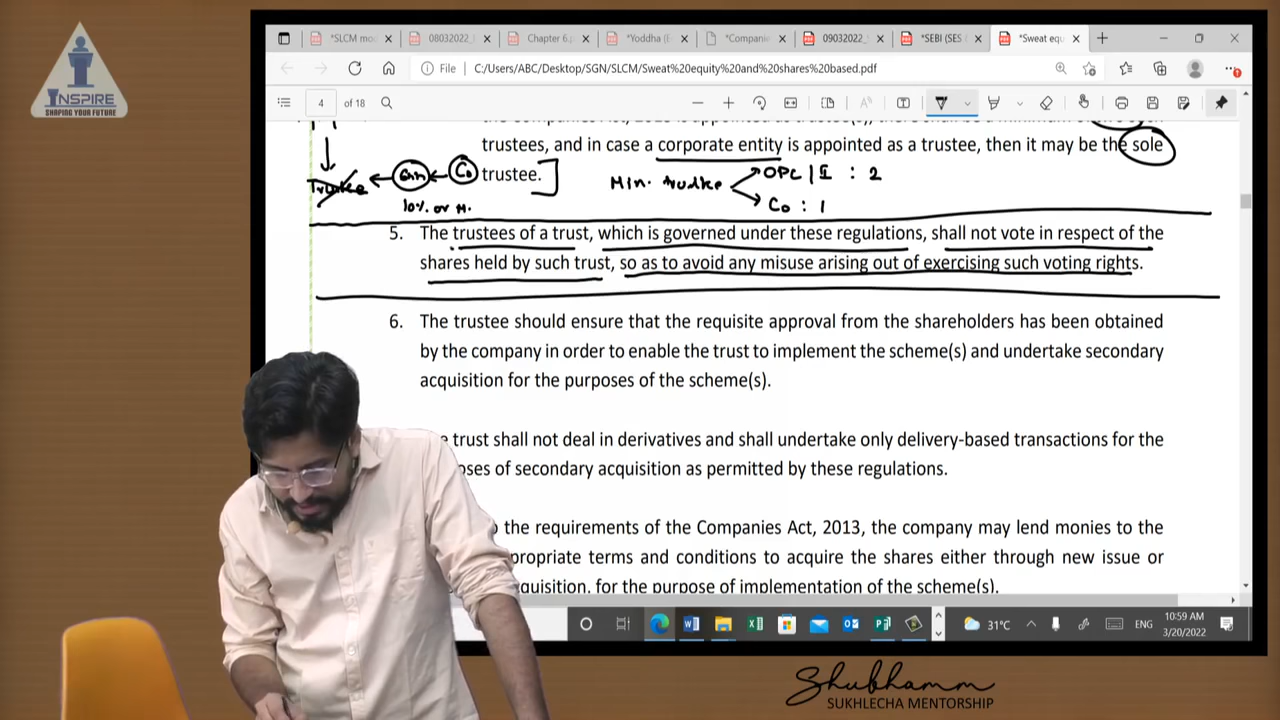 INSPIRE
SHAPING YOUR FUTURE
*SLCM mo
08032022_
Chapter 6.p
*Yoddha (E
*Companie
09032022_
*SEBI (SES
*Sweat equ
File
C:/Users/ABC/Desktop/SGN/SLCM/Sweat%20equity%20and%20shares%20based.pdf
4 of 18
trustees, and in case a corporate entity is appointed as a trustee, then it may be the sole
trustee.
Trustee
Co
10% or M.
Min. trustee
OPC | I : 2
Co : 1
5. The trustees of a trust, which is governed under these regulations, shall not vote in respect of the
shares held by such trust, so as to avoid any misuse arising out of exercising such voting rights.
6. The trustee should ensure that the requisite approval from the shareholders has been obtained
by the company in order to enable the trust to implement the scheme(s) and undertake secondary
acquisition for the purposes of the scheme(s).
e trust shall not deal in derivatives and shall undertake only delivery-based transactions for the
oses of secondary acquisition as permitted by these regulations.
the requirements of the Companies Act, 2013, the company may lend monies to the
propriate terms and conditions to acquire the shares either through new issue or
quisition, for the purpose of implementation of the scheme(s).
31°C
ENG
10:59 AM
3/20/2022
Shubhamm
SUKHLECHA MENTORSHIP